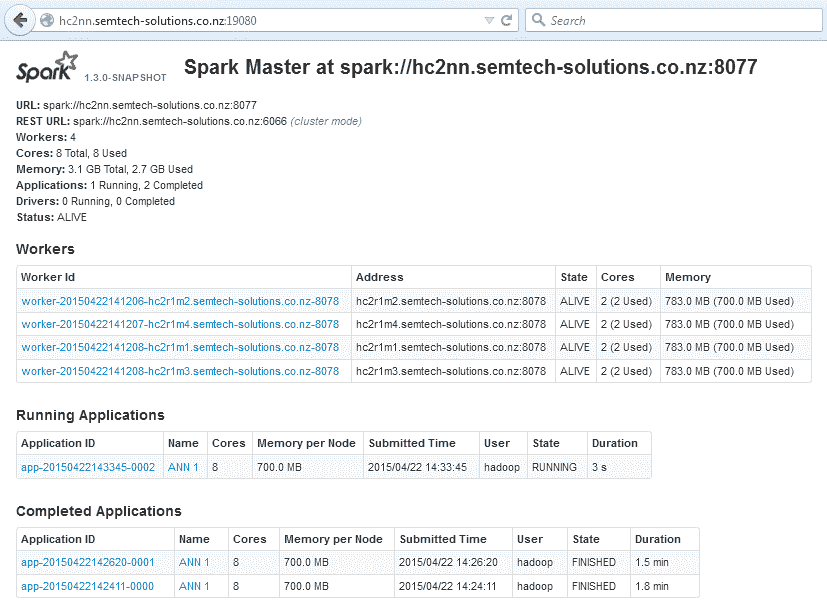 hc2nn.semtech-solutions.co.nz:19080 Search
Spark 1.3.0-SNAPSHOT Spark Master at spark://hc2nn.semtech-solutions.co.nz:8077
URL: spark://hc2nn.semtech-solutions.co.nz:8077
REST URL: spark://hc2nn.semtech-solutions.co.nz:6066 (cluster mode)
Workers: 4
Cores: 8 Total, 8 Used
Memory: 3.1 GB Total, 2.7 GB Used
Applications: 1 Running, 2 Completed
Drivers: 0 Running, 0 Completed
Status: ALIVE
Workers
Worker Id Address State Cores Memory
worker-20150422141206-hc2r1m2.semtech-solutions.co.nz-8078 hc2r1m2.semtech-solutions.co.nz:8078 ALIVE 2 (2 Used) 783.0 MB (700.0 MB Used)
worker-20150422141207-hc2r1m4.semtech-solutions.co.nz-8078 hc2r1m4.semtech-solutions.co.nz:8078 ALIVE 2 (2 Used) 783.0 MB (700.0 MB Used)
worker-20150422141208-hc2r1m1.semtech-solutions.co.nz-8078 hc2r1m1.semtech-solutions.co.nz:8078 ALIVE 2 (2 Used) 783.0 MB (700.0 MB Used)
worker-20150422141208-hc2r1m3.semtech-solutions.co.nz-8078 hc2r1m3.semtech-solutions.co.nz:8078 ALIVE 2 (2 Used) 783.0 MB (700.0 MB Used)
Running Applications
Application ID Name Cores Memory per Node Submitted Time User State Duration
app-20150422143345-0002 ANN 1 8 700.0 MB 2015/04/22 14:33:45 hadoop RUNNING 3 s
Completed Applications
Application ID Name Cores Memory per Node Submitted Time User State Duration
app-20150422142620-0001 ANN 1 8 700.0 MB 2015/04/22 14:26:20 hadoop FINISHED 1.5 min
app-20150422142411-0000 ANN 1 8 700.0 MB 2015/04/22 14:24:11 hadoop FINISHED 1.8 min